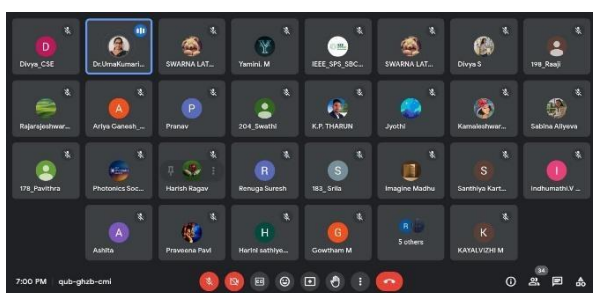 D
Divya_CSE
Dr.UmaKumari...
SWARNA LAT...
Yamini. M
IEEE_SPS_SBC...
SWARNA LAT...
Divya S
198_Raaji
Rajarajeshwar...
A
Ariya Ganesh_...
P
Pranav
204_Swathi
K.P. THARUN
Jyothi
Kamaleshwar...
Sabina Aliyeva
178_Pavithra
Photonics Soc...
Harish Ragav
R
Renuga Suresh
S
183_Srila
Imagine Madhu
S
Santhiya Kart...
I
Indhumathi.V ...
A
Ashita
Praveena Pavi
H
Harini sathiye...
G
Gowtham M
R
5 others
K
KAYALVIZHI M
7:00 PM | qub-ghzb-cmi
34